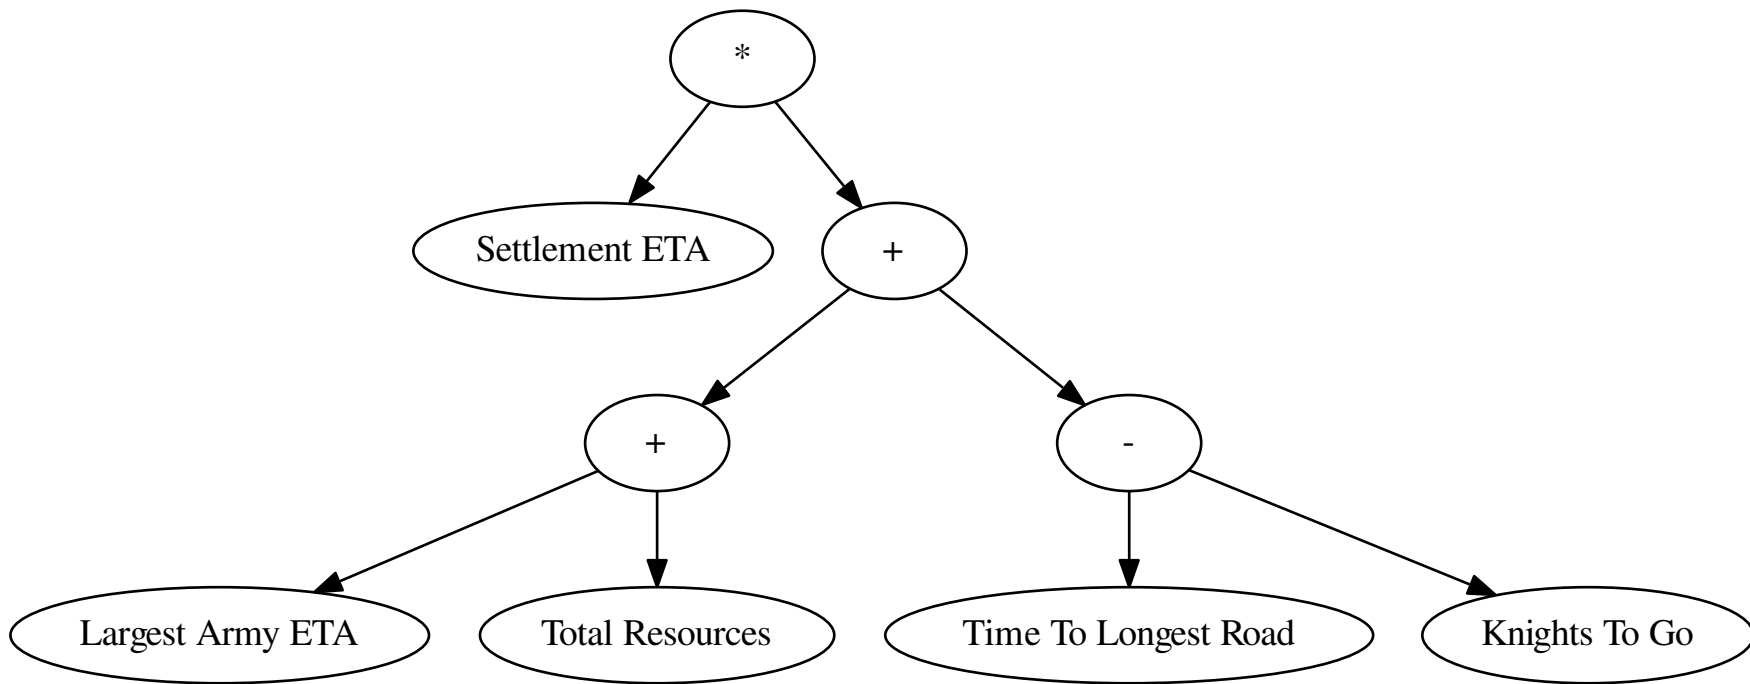 *
Settlement ETA
+
+
-
Largest Army ETA
Total Resources
Time To Longest Road
Knights To Go